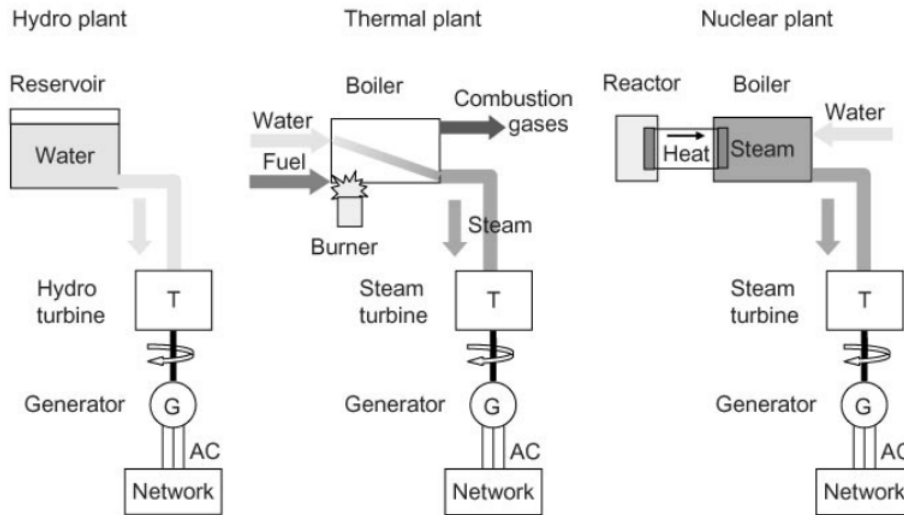 Hydro plant
Reservoir
Water
Hydro
turbine
T
Generator
G
AC
Network
Thermal plant
Boiler
Water
Fuel
Combustion
gases
Burner
Steam
Steam
turbine
T
Generator
G
AC
Network
Nuclear plant
Reactor
Boiler
Heat
Steam
Water
Steam
turbine
T
Generator
G
AC
Network